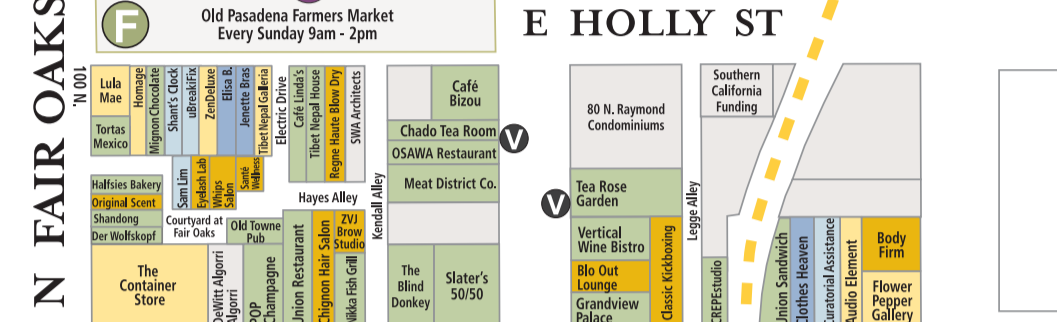 F
Old Pasadena Farmers Market
Every Sunday 9am - 2pm
E HOLLY ST
N FAIR OAKS
100 N.
Lula
Mae
Tortas
Mexico
Homage
Mignon Chocolate
Shant's Clock
uBreakiFix
ZenDeluxe
Elisa B.
Jenette Bras
Tibet Nepal Galleria
Electric Drive
Café Linda's
Tibet Nepal House
Regne Haute Blow Dry
SWA Architects
Café
Bizou
Chado Tea Room
V
OSAWA Restaurant
Meat District Co.
Kendall Alley
Hayes Alley
Halfsies Bakery
Original Scent
Shandong
Der Wolfskopf
Sam Lim
Eyelash Lab
Whips
Salon
Santé
Wellness
Courtyard at
Fair Oaks
Old Towne
Pub
The
Container
Store
DeWitt Algorri
Algorri
POP
Champagne
Union Restaurant
Chignon Hair Salon
ZVJ
Brow
Studio
Nikka Fish Grill
The
Blind
Donkey
Slater's
50/50
80 N. Raymond
Condominiums
V
Tea Rose
Garden
Vertical
Wine Bistro
Blo Out
Lounge
Grandview
Palace
Classic Kickboxing
Legge Alley
Southern
California
Funding
CREPEstudio
Union Sandwich
Clothes Heaven
Curatorial Assistance
Audio Element
Body
Firm
Flower
Pepper
Gallery